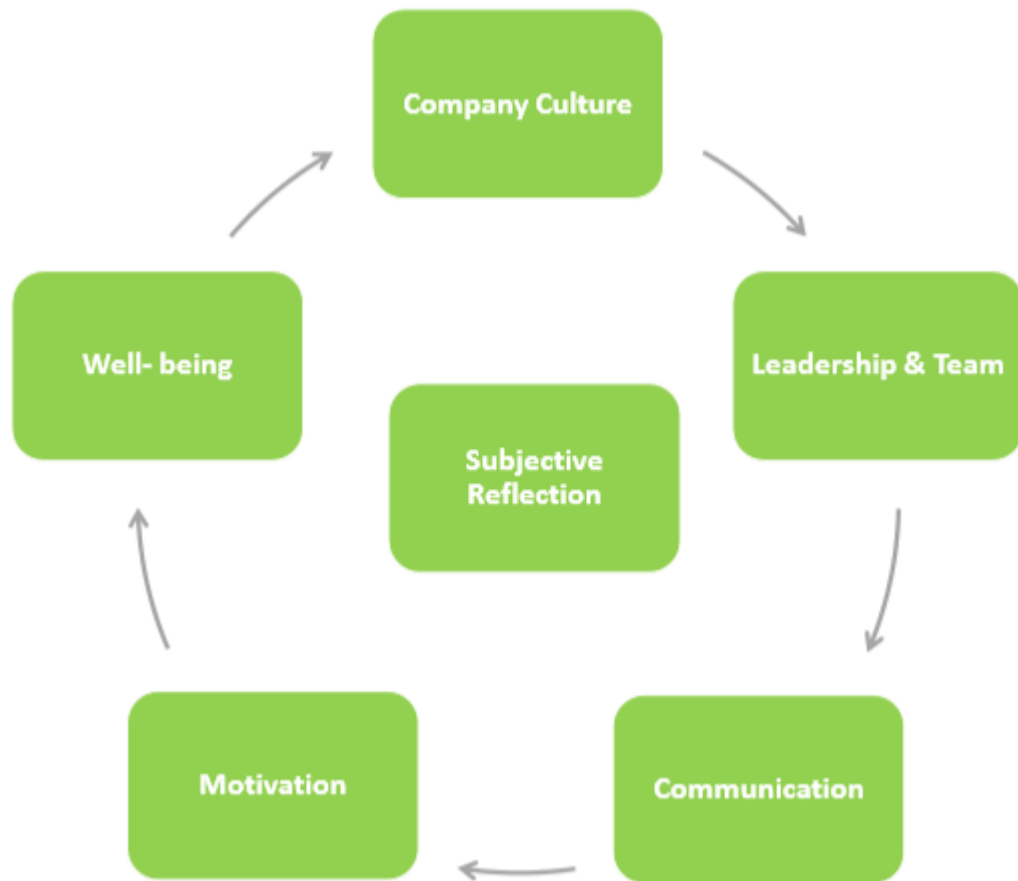 Company Culture
Leadership & Team
Communication
Motivation
Well- being
Subjective
Reflection